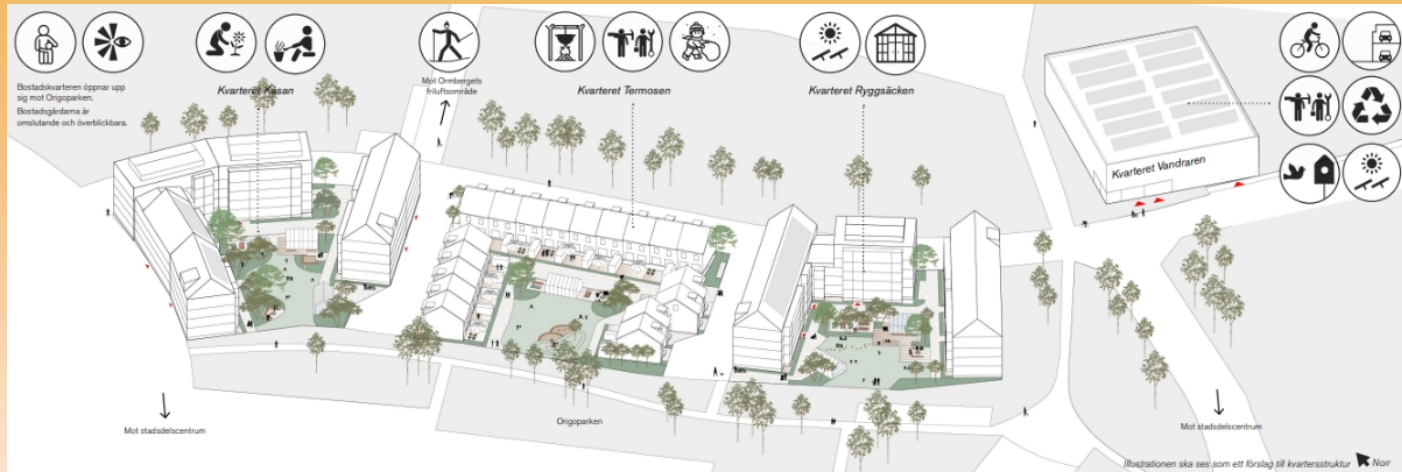 Bostadskvarteren öppnar upp
sig mot Origoparken.
Bostadsgårdarna är
omslutande och överblickbara.
Kvarteret Kåsan
Mot Ormbergets
friluftsområde
Kvarteret Termosen
Kvarteret Ryggsäcken
Kvarteret Vandraren
Mot stadsdelscentrum
Origoparken
Mot stadsdelscentrum
Illustrationen ska ses som ett förslag till kvartersstruktur
Norr